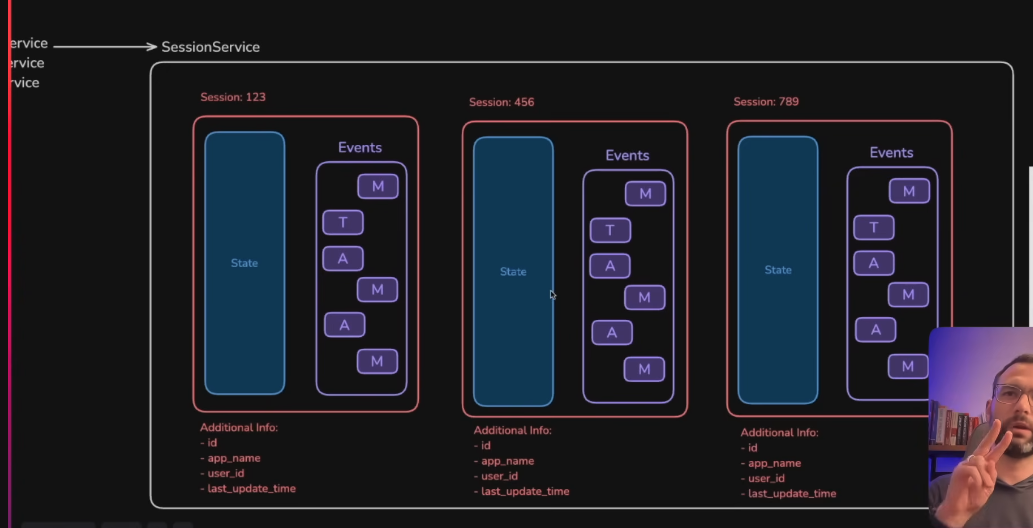 ervice
ervice
rvice
SessionService
Session: 123
State
Events
M
T
A
M
A
M
Additional Info:
- id
- app_name
- user_id
- last_update_time
Session: 456
State
Events
M
T
A
M
A
M
Additional Info:
- id
- app_name
- user_id
- last_update_time
Session: 789
State
Events
M
T
A
M
A
M
Additional Info:
- id
- app_name
- user_id
- last_update_time